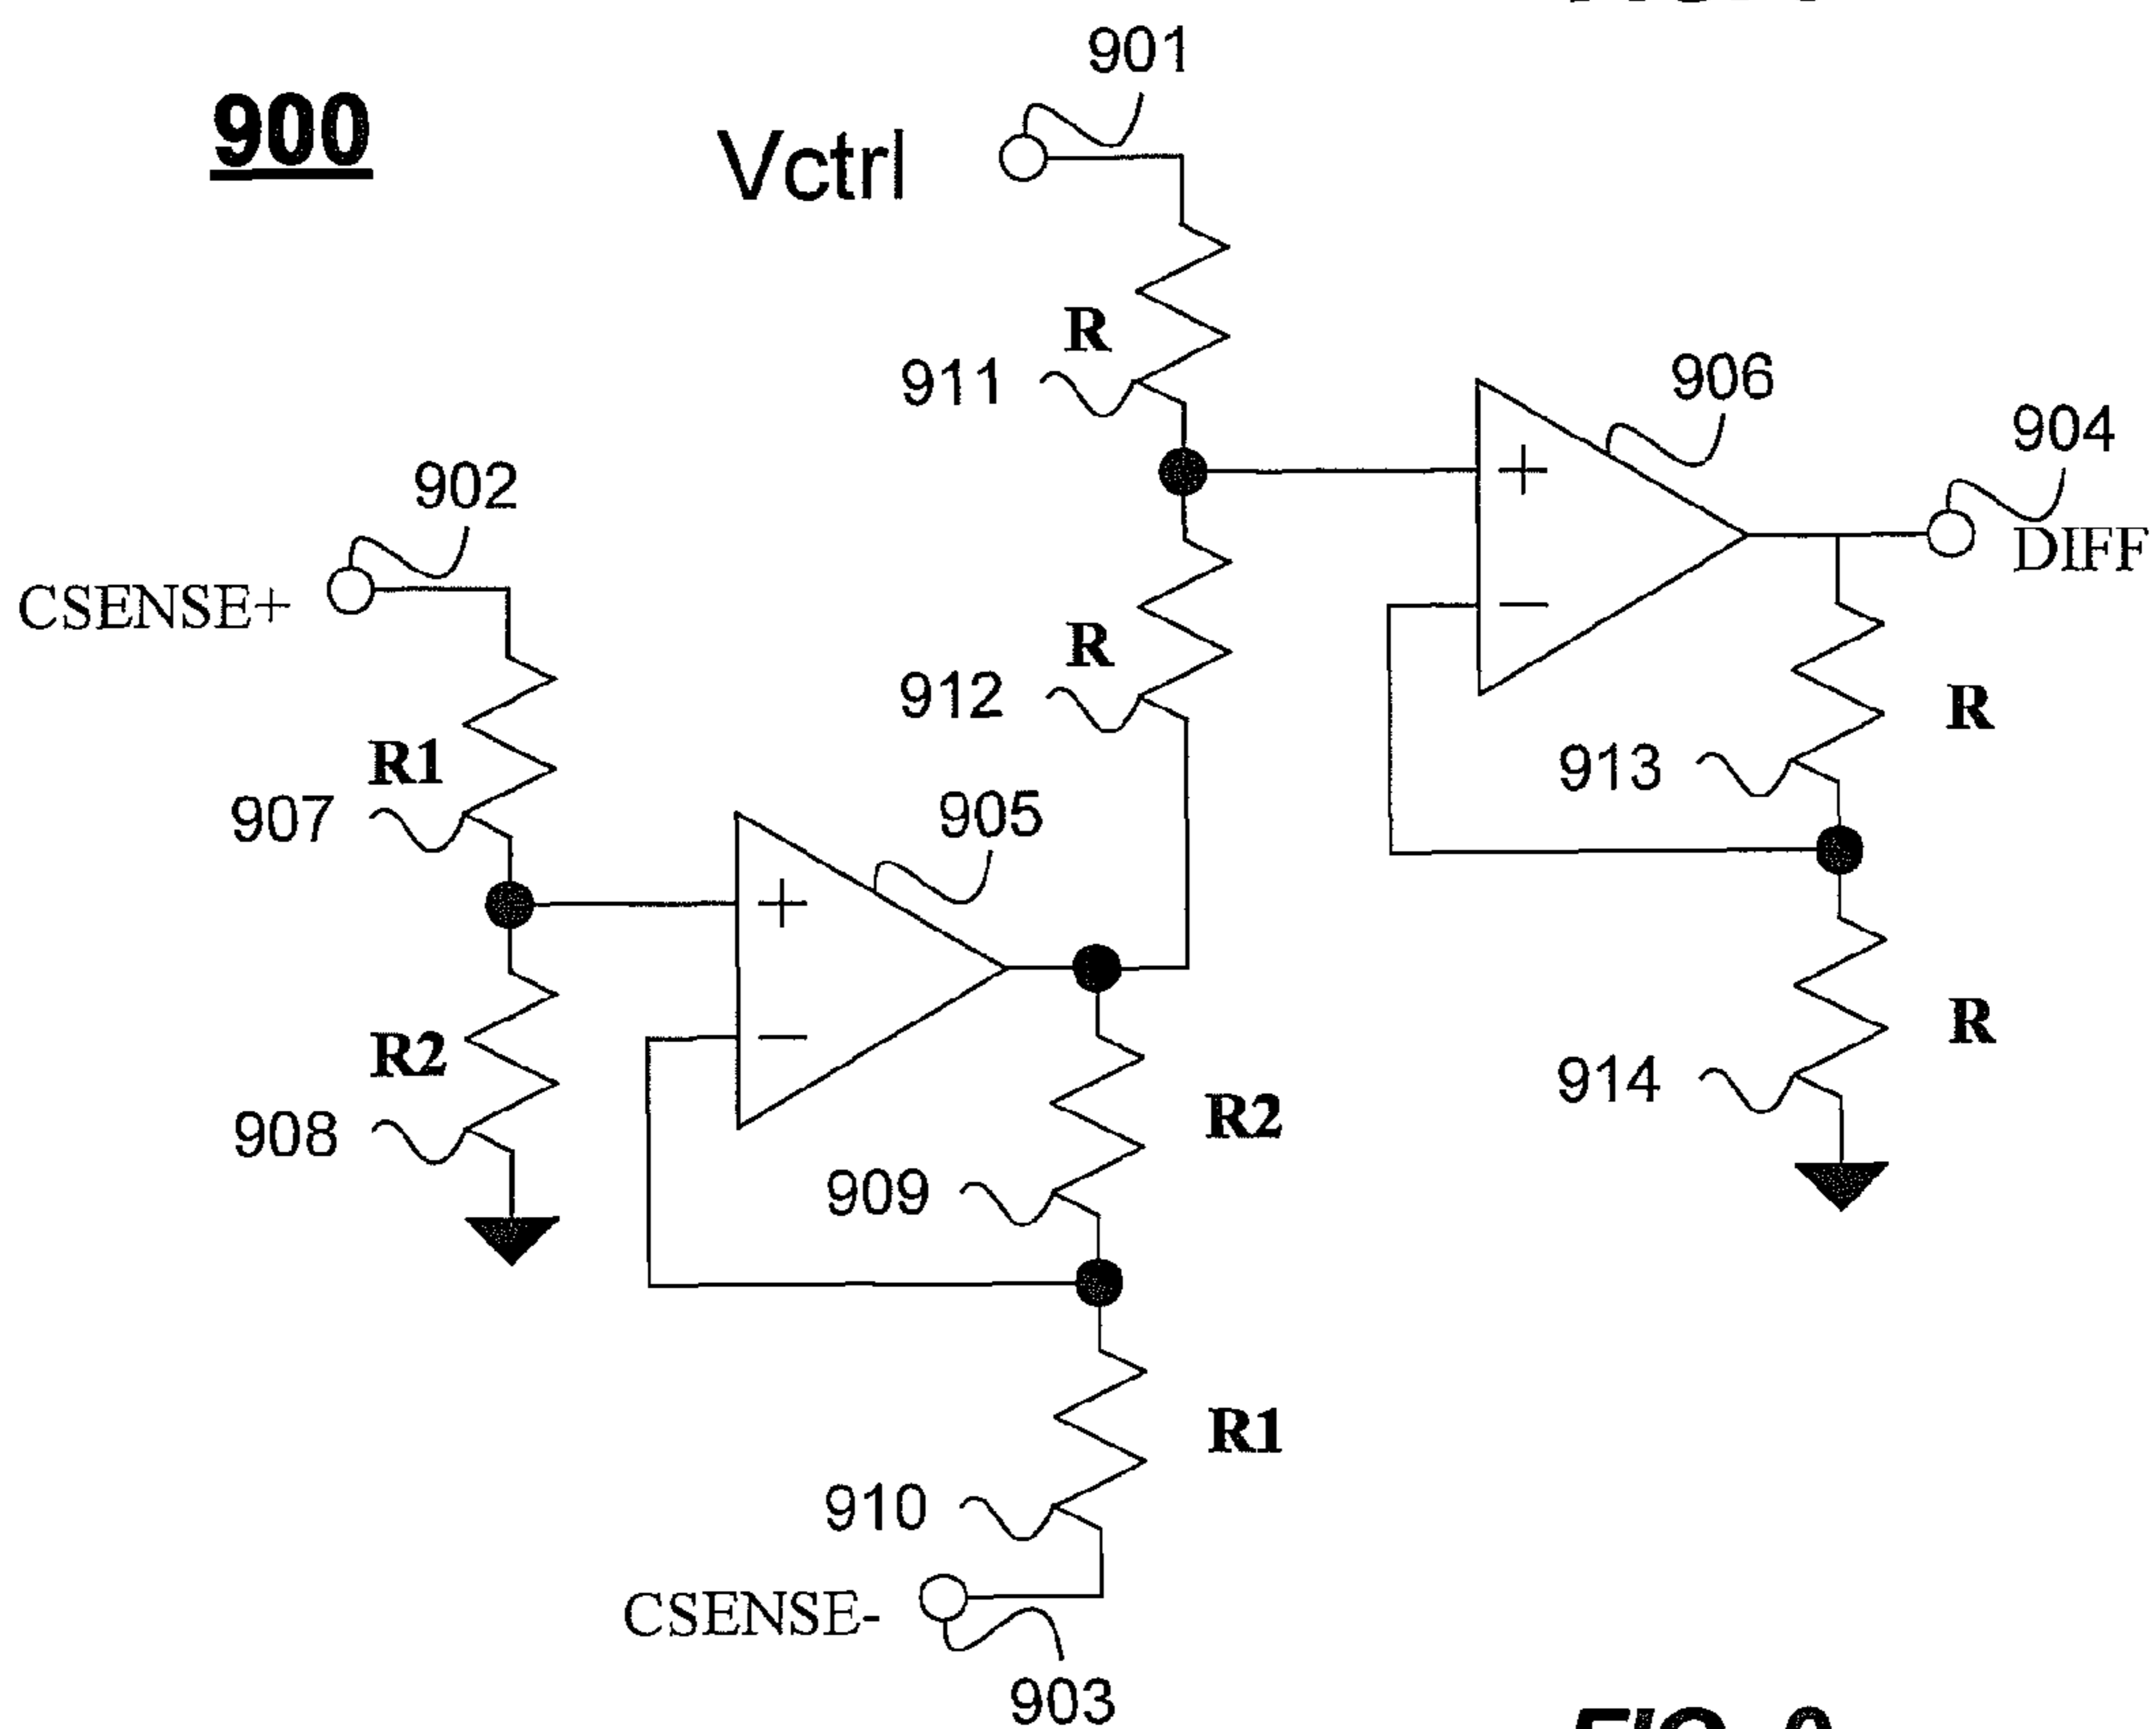 901
900
Vctrl
R
911
906
904
902
DIFF
CSENSE+
R
912
R
913
R1
907
905
R2
908
R2
909
R
914
R1
910
CSENSE-
903